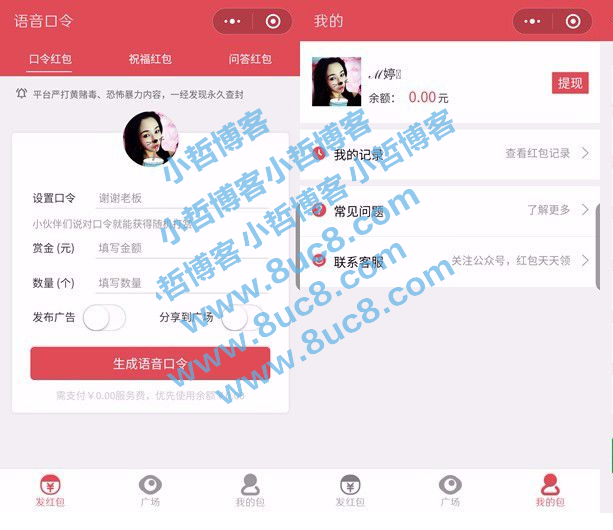 语音口令
口令红包 祝福红包 问答红包
平台严打黄赌毒、恐怖暴力内容，一经发现永久查封
设置口令 谢谢老板
小伙伴们说对口令就能获得随机打赏
赏金 (元) 填写金额
数量 (个) 填写数量
发布广告 分享到广场
生成语音口令
需支付￥0.00服务费，优先使用余额￥0.00
发红包 广场 我的包
我的
ℳ婷
余额： 0.00元
提现
我的记录 查看红包记录
常见问题 了解更多
联系客服 关注公众号，红包天天领
发红包 广场 我的包
小哲博客 小哲博客
小哲博客 小哲博客 小哲博客
www.8uc8.com
www.8uc8.com
www.8uc8.com